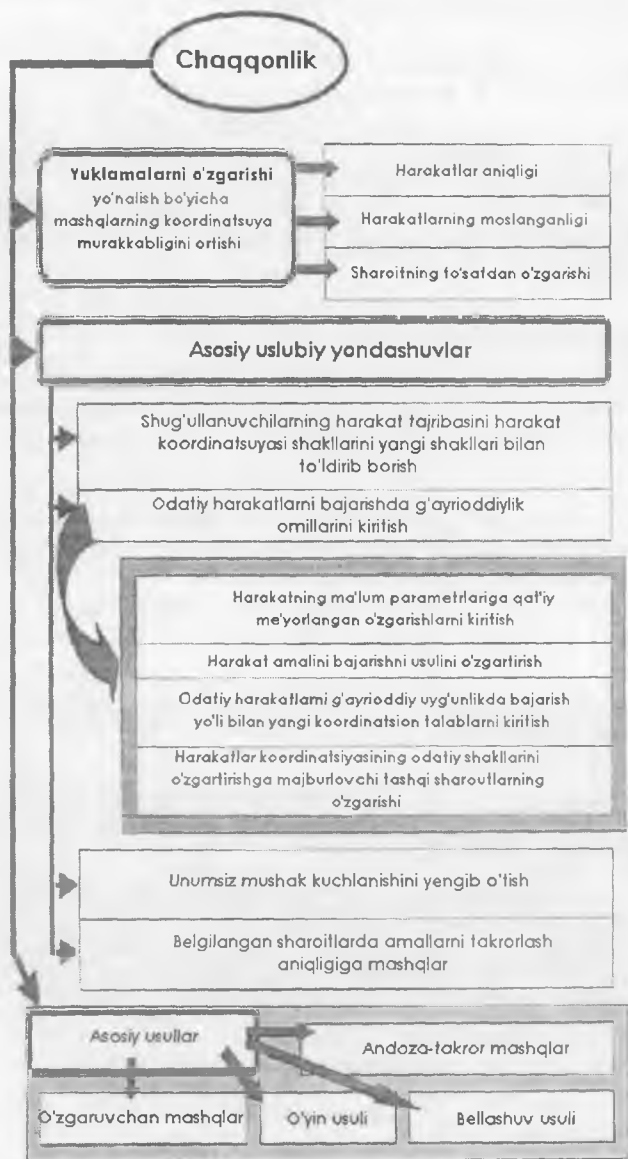 Chaqqonlik
Yuklamalarni o'zgarishi
yo'nalish bo'yicha
mashqlarning koordinatsuya
murakkabligini ortishi
Harakatlar aniqligi
Harakatlarning moslanganligi
Sharoitning to'satdan o'zgarishi
Asosiy uslubiy yondashuvlar
Shug'ullanuvchilarning harakat tajribasini harakat
koordinatsuyasi shakllarini yangi shakllari bilan
to'ldirib borish
Odatiy harakatlarni bajarishda g'ayrioddiylik
omillarini kiritish
Harakatning ma'lum parametrlariga qat'iy
me'yorlangan o'zgarishlarni kiritish
Harakat amalini bajarishni usulini o'zgartirish
Odatiy harakatlarni g'ayrioddiy uyg'unlikda bajarish
yo'li bilan yangi koordinatsion talablarni kiritish
Harakatlar koordinatsiyasining odatiy shakllarini
o'zgartirishga majburlovchi tashqi sharoutlarning
o'zgarishi
Unumsiz mushak kuchlanishini yengib o'tish
Belgilangan sharoitlarda amallarni takrorlash
aniqligiga mashqlar
Asosiy usullar
Andoza-takror mashqlar
O'zgaruvchan mashqlar
O'yin usuli
Bellashuv usuli